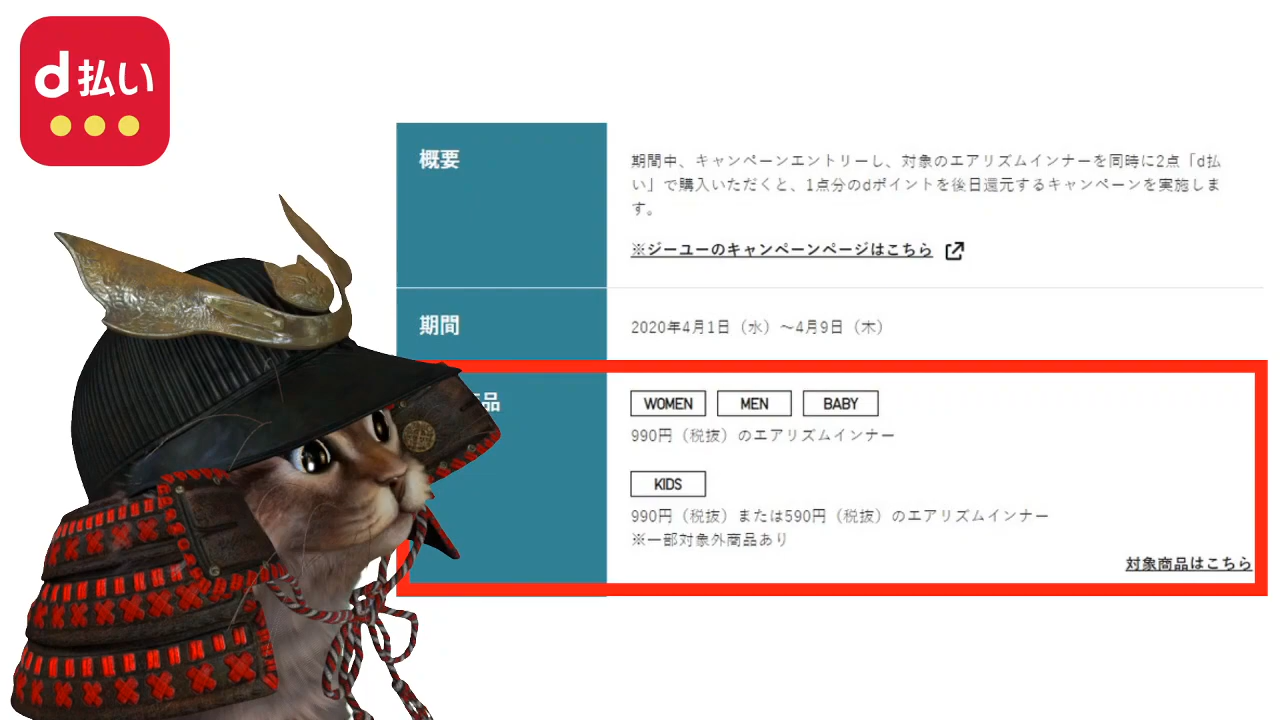 d払い
概要
期間中、キャンペーンエントリーし、対象のエアリズムインナーを同時に2点「d払
い」で購入いただくと、1点分のdポイントを後日還元するキャンペーンを実施しま
す。
※ジーユーのキャンペーンページはこちら
期間
2020年4月1日（水）～4月9日（木）
品
WOMEN MEN BABY
990円（税抜）のエアリズムインナー
KIDS
990円（税抜）または590円（税抜）のエアリズムインナー
※一部対象外商品あり
対象商品はこちら